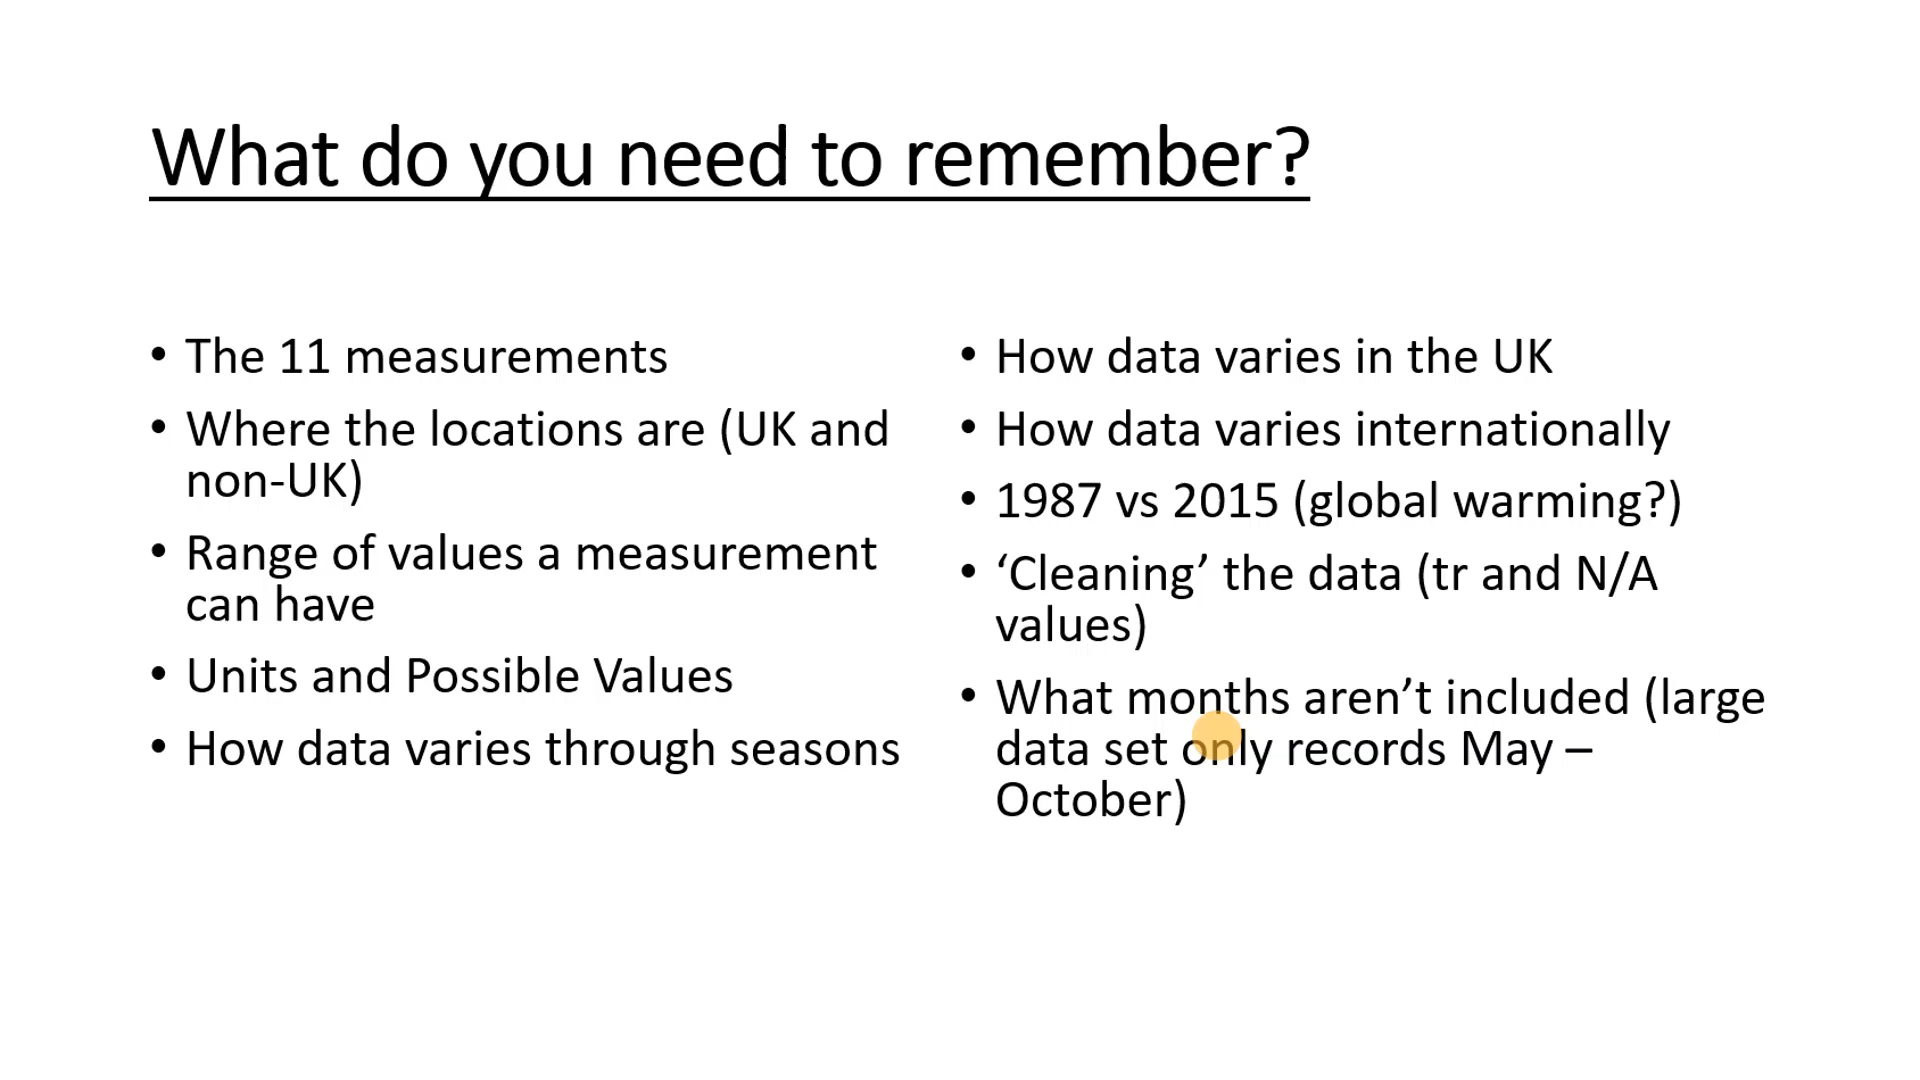 What do you need to remember?
• The 11 measurements
• Where the locations are (UK and
non-UK)
• Range of values a measurement
can have
• Units and Possible Values
• How data varies through seasons
• How data varies in the UK
• How data varies internationally
• 1987 vs 2015 (global warming?)
• ‘Cleaning’ the data (tr and N/A
values)
• What months aren’t included (large
data set only records May –
October)